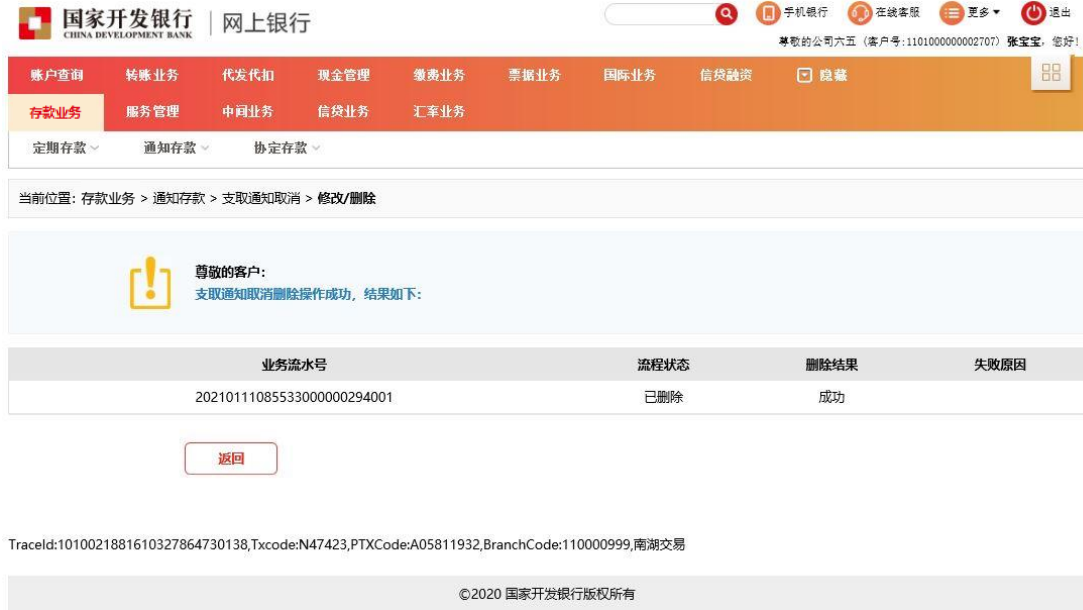 国家开发银行 网上银行 手机银行 在线客服 更多 退出
CHINA DEVELOPMENT BANK
尊敬的公司六五（客户号:1101000000002707）张宝宝，您好！
账户查询 转账业务 代发代扣 现金管理 缴费业务 票据业务 国际业务 信贷融资 隐藏
存款业务 服务管理 中间业务 信贷业务 汇率业务
定期存款 通知存款 协定存款
当前位置: 存款业务 > 通知存款 > 支取通知取消 > 修改/删除
尊敬的客户:
支取通知取消删除操作成功，结果如下:
业务流水号 流程状态 删除结果 失败原因
20210111085533000000294001 已删除 成功
返回
TraceId:1010021881610327864730138,Txcode:N47423,PTXCode:A05811932,BranchCode:110000999,南湖交易
©2020 国家开发银行版权所有